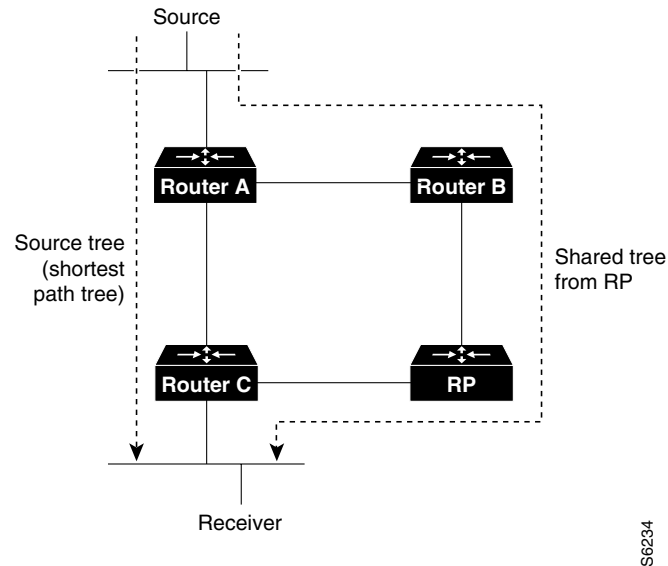 Source
Router A
Router B
Source tree
(shortest
path tree)
Shared tree
from RP
Router C
RP
Receiver
S6234